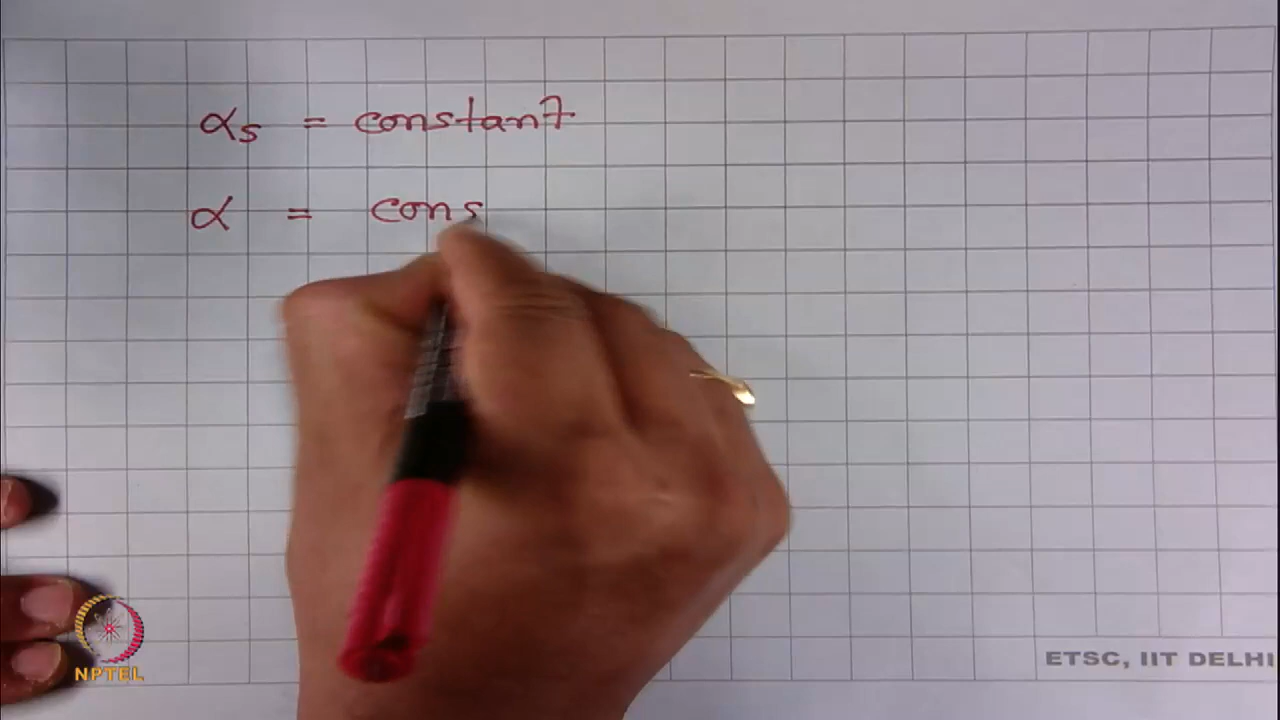 αs = constant
α = cons
NPTEL
ETSC, IIT DELHI